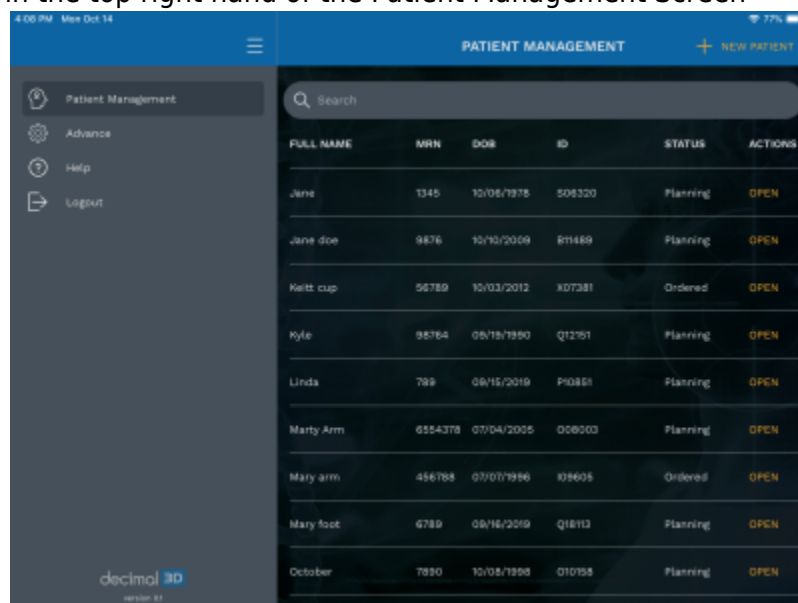 in the top right hand of the Patient Management Screen
4:08 PM Mon Oct 14 77%
PATIENT MANAGEMENT + NEW PATIENT
Patient Management
Advance
Help
Logout
Search
FULL NAME MRN DOB ID STATUS ACTIONS
Jane 1345 10/06/1978 S06320 Planning OPEN
Jane doe 9876 10/10/2009 B11489 Planning OPEN
Keitt cup 56789 10/03/2012 X07381 Ordered OPEN
Kyle 98764 09/19/1990 Q12151 Planning OPEN
Linda 789 09/15/2019 P10851 Planning OPEN
Marty Arm 6554378 07/04/2005 O08003 Planning OPEN
Mary arm 456788 07/07/1996 I09605 Ordered OPEN
Mary foot 6789 09/16/2019 Q18113 Planning OPEN
October 7890 10/08/1998 O10158 Planning OPEN
decimal 3D